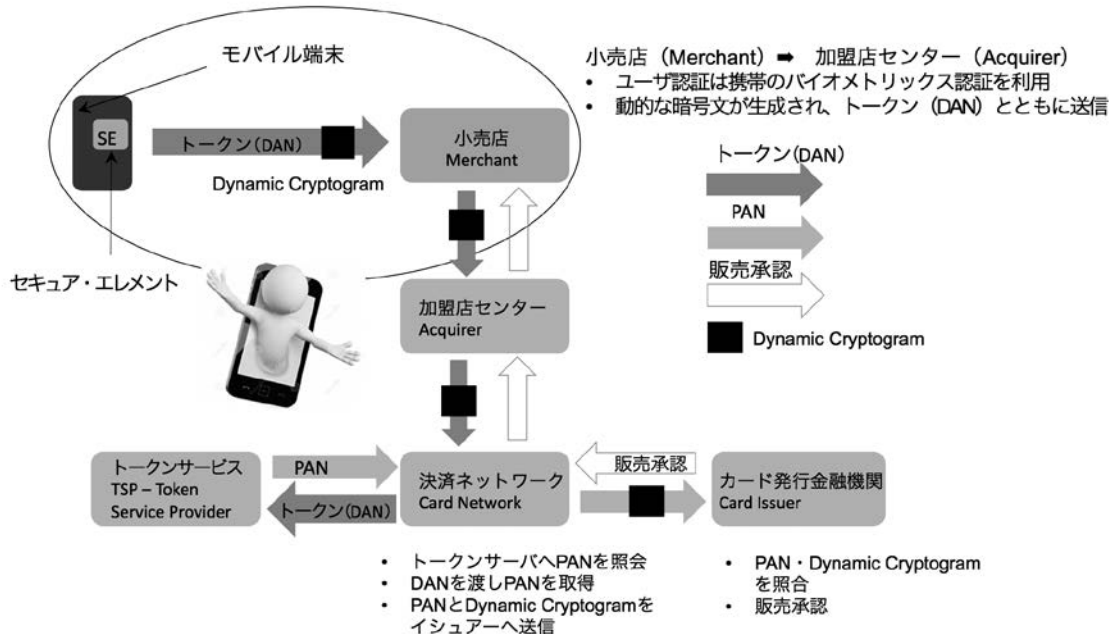 モバイル端末
小売店（Merchant）➡ 加盟店センター（Acquirer）
• ユーザ認証は携帯のバイオメトリックス認証を利用
• 動的な暗号文が生成され、トークン（DAN）とともに送信
SE
トークン(DAN)
小売店
Merchant
Dynamic Cryptogram
トークン(DAN)
PAN
販売承認
Dynamic Cryptogram
セキュア・エレメント
加盟店センター
Acquirer
トークンサービス
TSP – Token
Service Provider
PAN
トークン(DAN)
決済ネットワーク
Card Network
販売承認
カード発行金融機関
Card Issuer
• トークンサーバへPANを照会
• DANを渡しPANを取得
• PANとDynamic Cryptogramを
イシュアーへ送信
• PAN・Dynamic Cryptogram
を照合
• 販売承認